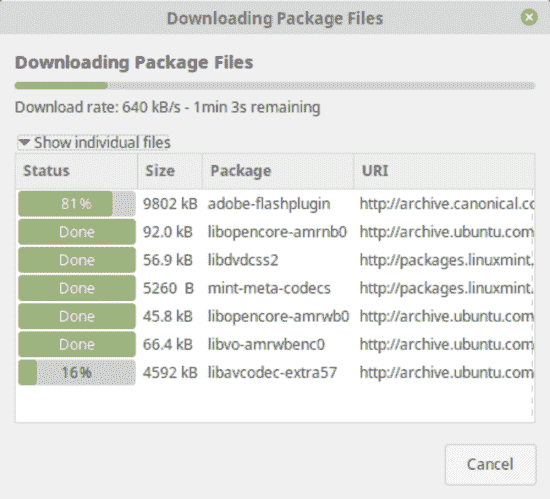 Downloading Package Files
Downloading Package Files
Download rate: 640 kB/s - 1min 3s remaining
Show individual files
Status Size Package URI
81% 9802 kB adobe-flashplugin http://archive.canonical.co
Done 92.0 kB libopencore-amrnb0 http://archive.ubuntu.com
Done 56.9 kB libdvdcss2 http://packages.linuxmint.
Done 5260 B mint-meta-codecs http://packages.linuxmint.
Done 45.8 kB libopencore-amrwb0 http://archive.ubuntu.com
Done 66.4 kB libvo-amrwbenc0 http://archive.ubuntu.com
16% 4592 kB libavcodec-extra57 http://archive.ubuntu.com
Cancel